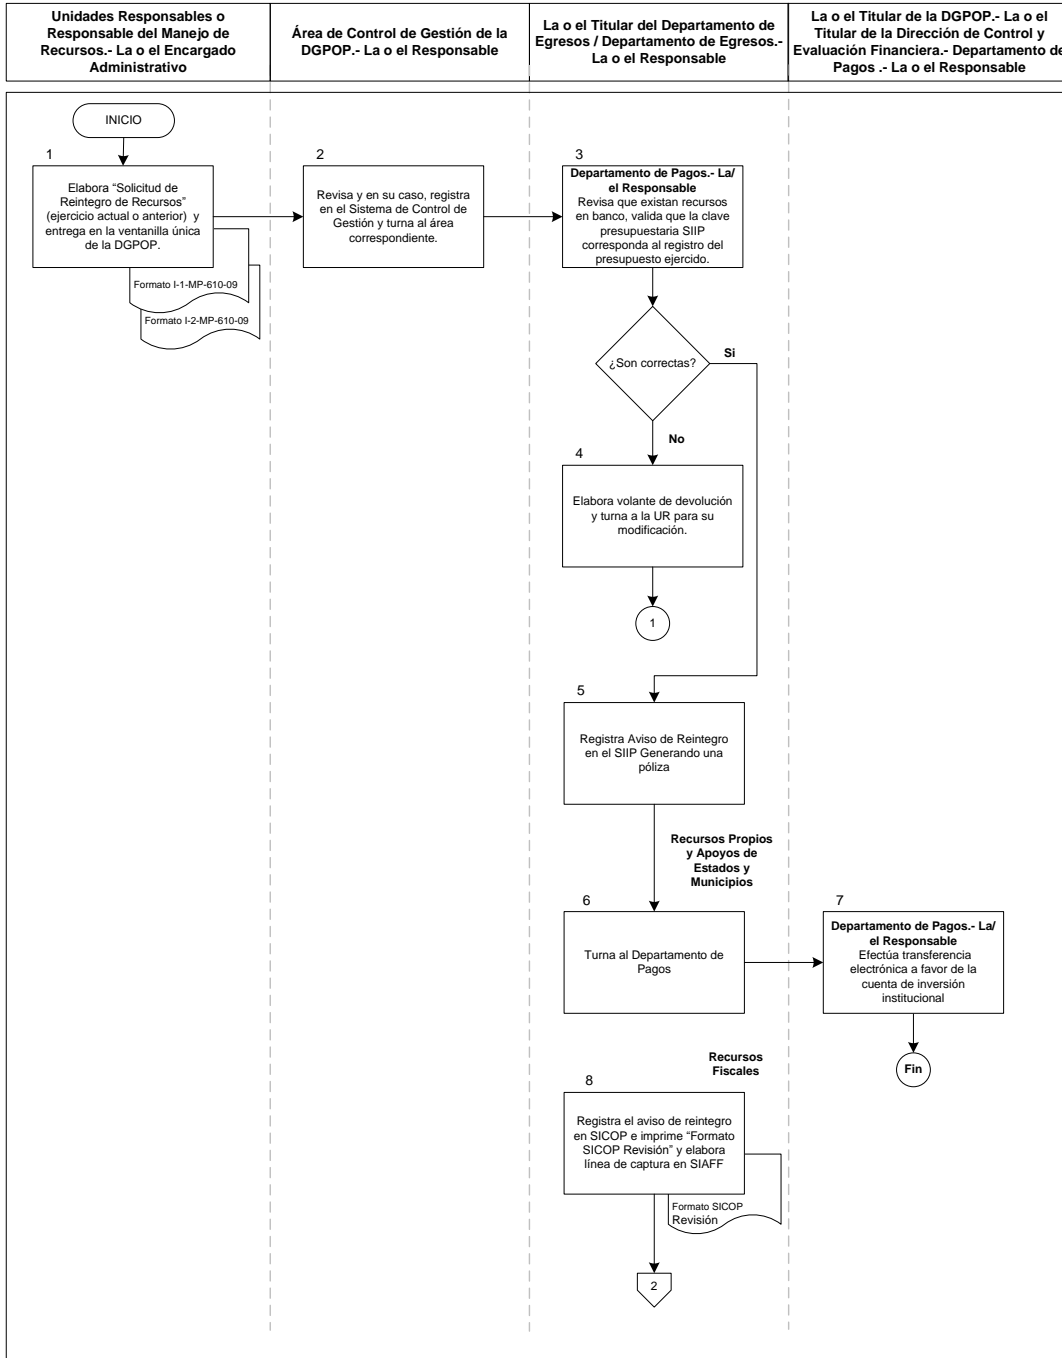 Unidades Responsables o
Responsable del Manejo de
Recursos.- La o el Encargado
Administrativo
Área de Control de Gestión de la
DGPOP.- La o el Responsable
La o el Titular del Departamento de
Egresos / Departamento de Egresos.-
La o el Responsable
La o el Titular de la DGPOP.- La o el
Titular de la Dirección de Control y
Evaluación Financiera.- Departamento de
Pagos .- La o el Responsable
INICIO
1
Elabora “Solicitud de
Reintegro de Recursos”
(ejercicio actual o anterior) y
entrega en la ventanilla única
de la DGPOP.
Formato I-1-MP-610-09
Formato I-2-MP-610-09
2
Revisa y en su caso, registra
en el Sistema de Control de
Gestión y turna al área
correspondiente.
3
Departamento de Pagos.- La/
el Responsable
Revisa que existan recursos
en banco, valida que la clave
presupuestaria SIIP
corresponda al registro del
presupuesto ejercido.
¿Son correctas?
Si
No
4
Elabora volante de devolución
y turna a la UR para su
modificación.
1
5
Registra Aviso de Reintegro
en el SIIP Generando una
póliza
Recursos Propios
y Apoyos de
Estados y
Municipios
6
Turna al Departamento de
Pagos
7
Departamento de Pagos.- La/
el Responsable
Efectúa transferencia
electrónica a favor de la
cuenta de inversión
institucional
Fin
Recursos
Fiscales
8
Registra el aviso de reintegro
en SICOP e imprime “Formato
SICOP Revisión” y elabora
línea de captura en SIAFF
Formato SICOP
Revisión
2